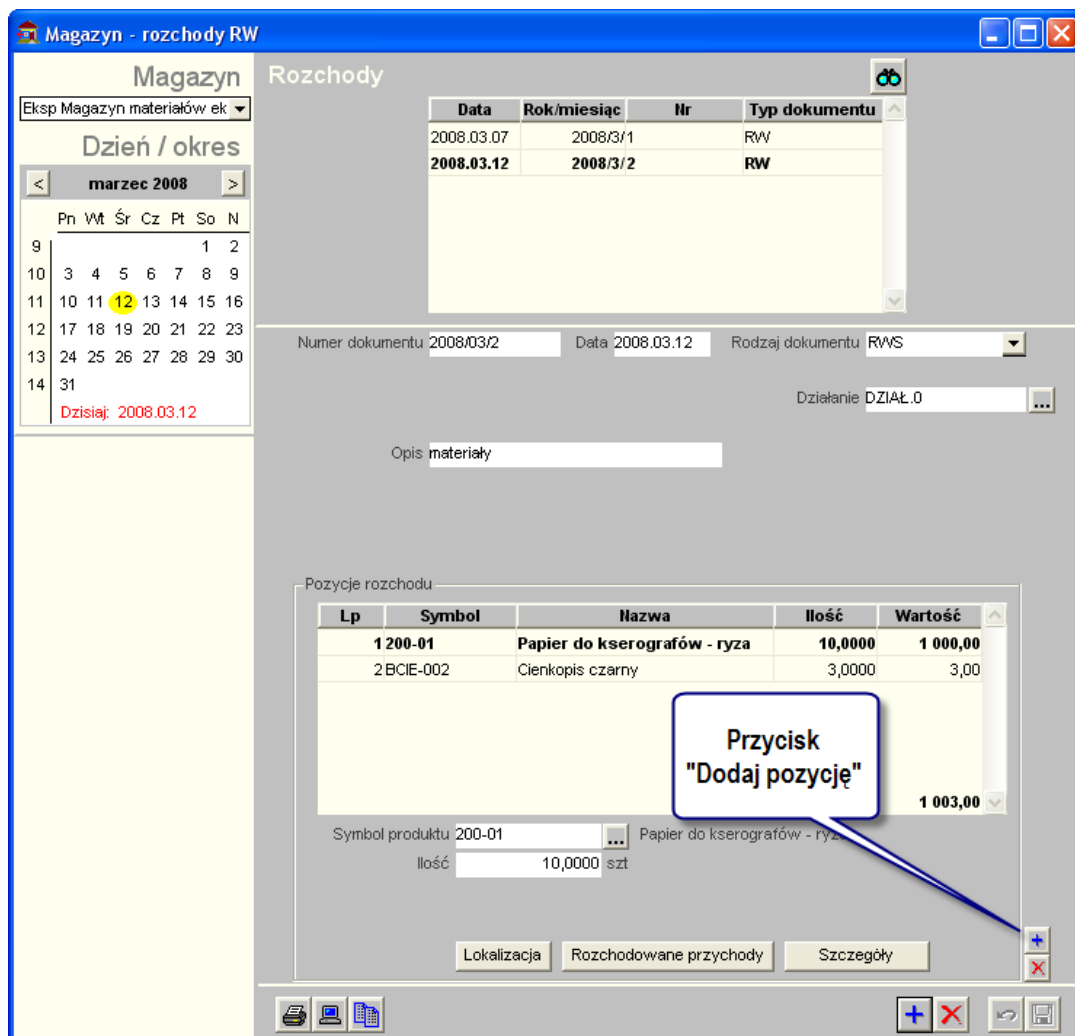 Magazyn - rozchody RW
Magazyn
Eksp Magazyn materiałów ek
Dzień / okres
< marzec 2008 >
Pn Wt Śr Cz Pt So N
9 1 2
10 3 4 5 6 7 8 9
11 10 11 12 13 14 15 16
12 17 18 19 20 21 22 23
13 24 25 26 27 28 29 30
14 31
Dzisiaj: 2008.03.12
Rozchody
Data Rok/miesiąc Nr Typ dokumentu
2008.03.07 2008/3/1 RW
2008.03.12 2008/3/2 RW
Numer dokumentu 2008/03/2 Data 2008.03.12 Rodzaj dokumentu RWS
Działanie DZIAŁ.0 ...
Opis materiały
Pozycje rozchodu
Lp Symbol Nazwa Ilość Wartość
1 200-01 Papier do kserografów - ryza 10,0000 1 000,00
2 BCIE-002 Cienkopis czarny 3,0000 3,00
Przycisk
"Dodaj pozycję"
1 003,00
Symbol produktu 200-01 ... Papier do kserografów - ryza
Ilość 10,0000 szt
Lokalizacja Rozchodowane przychody Szczegóły